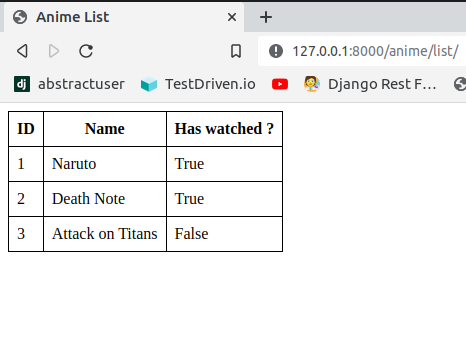 Anime List
127.0.0.1:8000/anime/list/
dj abstractuser TestDriven.io Django Rest F…
ID Name Has watched ?
1 Naruto True
2 Death Note True
3 Attack on Titans False